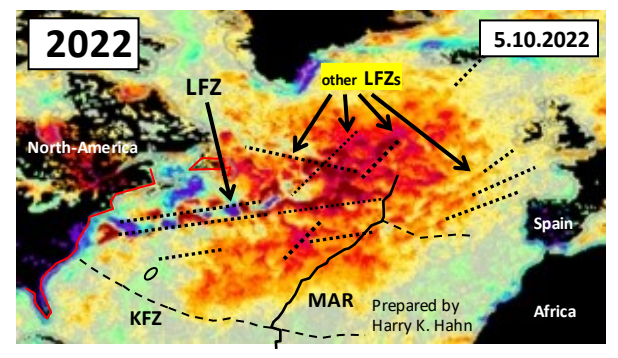 2022
5.10.2022
other LFZs
LFZ
North-America
Spain
MAR
Prepared by
Harry K. Hahn
KFZ
Africa